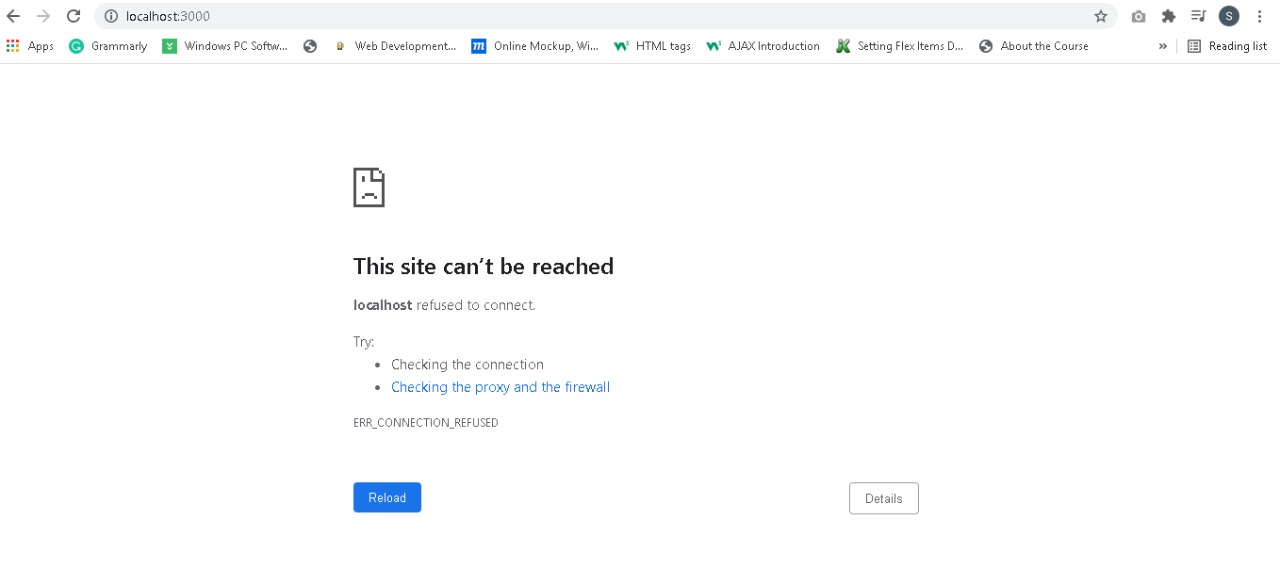 localhost:3000
Apps Grammarly Windows PC Softw... Web Development... Online Mockup, Wi... HTML tags AJAX Introduction Setting Flex Items D... About the Course » Reading list
This site can't be reached
localhost refused to connect.
Try:
• Checking the connection
• Checking the proxy and the firewall
ERR_CONNECTION_REFUSED
Reload Details